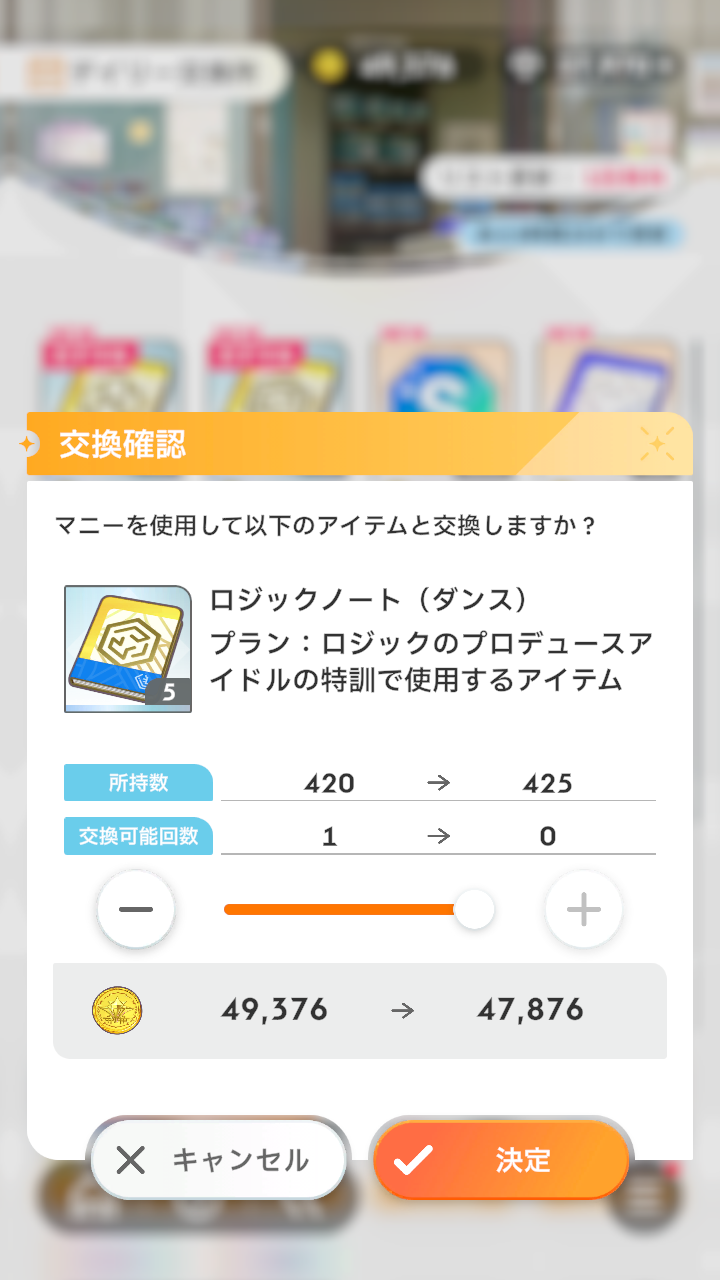 49,376
交換確認
マニーを使用して以下のアイテムと交換しますか？
ロジックノート（ダンス）
プラン：ロジックのプロデュースア
イドルの特訓で使用するアイテム
5
所持数 420 → 425
交換可能回数 1 → 0
49,376 → 47,876
キャンセル 決定